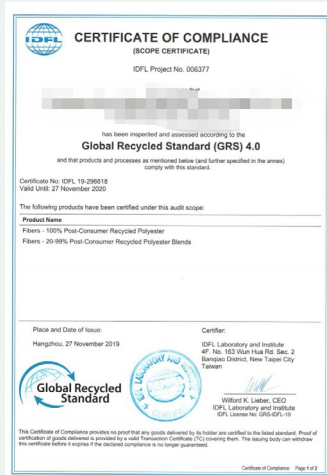 IDFL
CERTIFICATE OF COMPLIANCE
(SCOPE CERTIFICATE)
IDFL Project No. 006377
has been inspected and assessed according to the
Global Recycled Standard (GRS) 4.0
and that products and processes as mentioned below (and further specified in the annex)
comply with this standard.
Certificate No: IDFL 19-296618
Valid Until: 27 November 2020
The following products have been certified under this audit scope:
Product Name
Fibers - 100% Post-Consumer Recycled Polyester
Fibers - 20-99% Post-Consumer Recycled Polyester Blends
Place and Date of Issue:
Hangzhou, 27 November 2019
Certifier:
IDFL Laboratory and Institute
4F. No. 163 Wun Hua Rd. Sec. 2
Banqiao District, New Taipei City
Taiwan
Global Recycled
Standard
IDFL LABORATORY AND
Wilford K. Lieber, CEO
IDFL Laboratory and Institute
IDFL License No: GRS-IDFL-19
This Certificate of Compliance provides no proof that any goods delivered by its holder are certified to the listed standard. Proof of
certification of goods delivered is provided by a valid Transaction Certificate (TC) covering them. The issuing body can withdraw
this certificate before it expires if the declared compliance is no longer guaranteed.
Certificate of Compliance Page 1 of 2